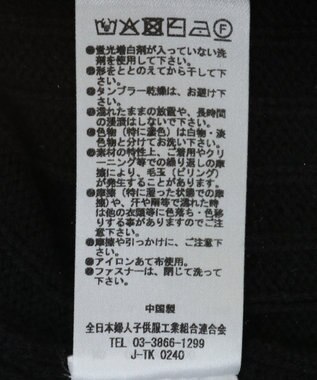 ●蛍光増白剤が入っていない洗
剤を使用して下さい。
●形をととのえてから干して下
さい。
●タンブラー乾燥は、お避け下
さい。
●濡れたままの放置や、長時間
の浸漬はしないで下さい。
●色物（特に濃色）は白物・淡
色物と分けてお洗い下さい。
●素材の特性上、ご着用やクリ
ーニング等での繰り返しの摩
擦により、毛玉（ピリング）
が発生することがあります。
●摩擦（特に湿った状態での摩
擦）や、汗や雨等で濡れた時
は他の衣類等に色落ち・色移
りする事がありますのでご注
意下さい。
●摩擦や引っかけに、ご注意下
さい。
●アイロンあて布使用。
●ファスナーは、閉じて洗って
下さい。
中国製
全日本婦人子供服工業組合連合会
TEL 03-3866-1299
J-TK 0240